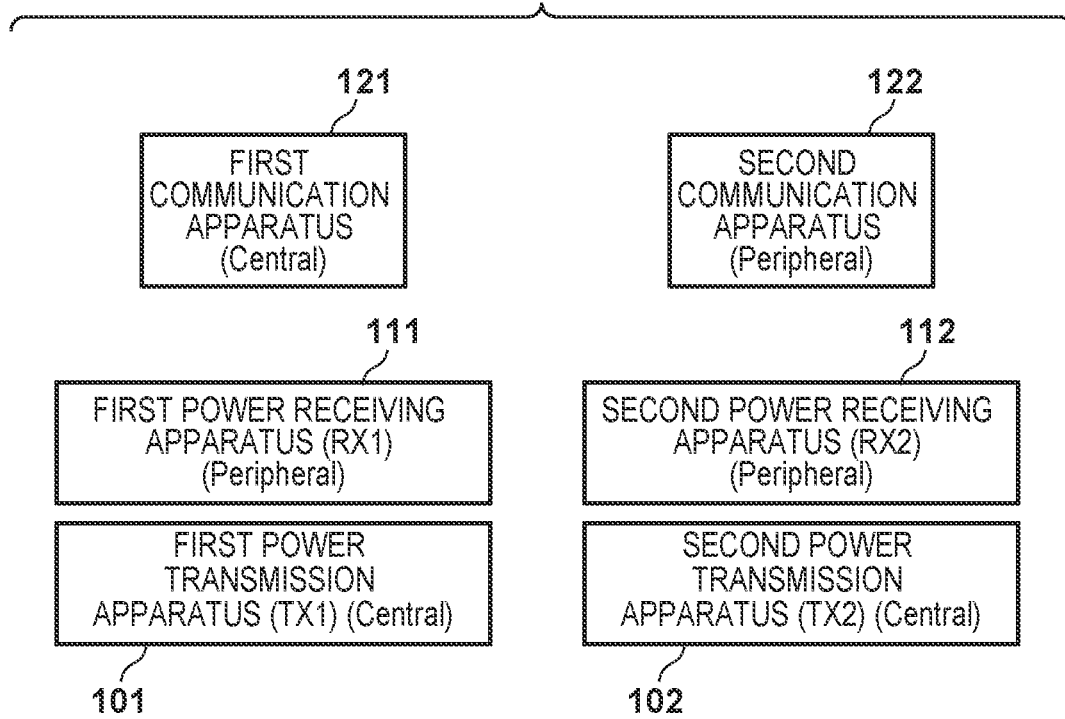 121
FIRST
COMMUNICATION
APPARATUS
(Central)
122
SECOND
COMMUNICATION
APPARATUS
(Peripheral)
111
FIRST POWER RECEIVING
APPARATUS (RX1)
(Peripheral)
112
SECOND POWER RECEIVING
APPARATUS (RX2)
(Peripheral)
FIRST POWER
TRANSMISSION
APPARATUS (TX1) (Central)
101
SECOND POWER
TRANSMISSION
APPARATUS (TX2) (Central)
102